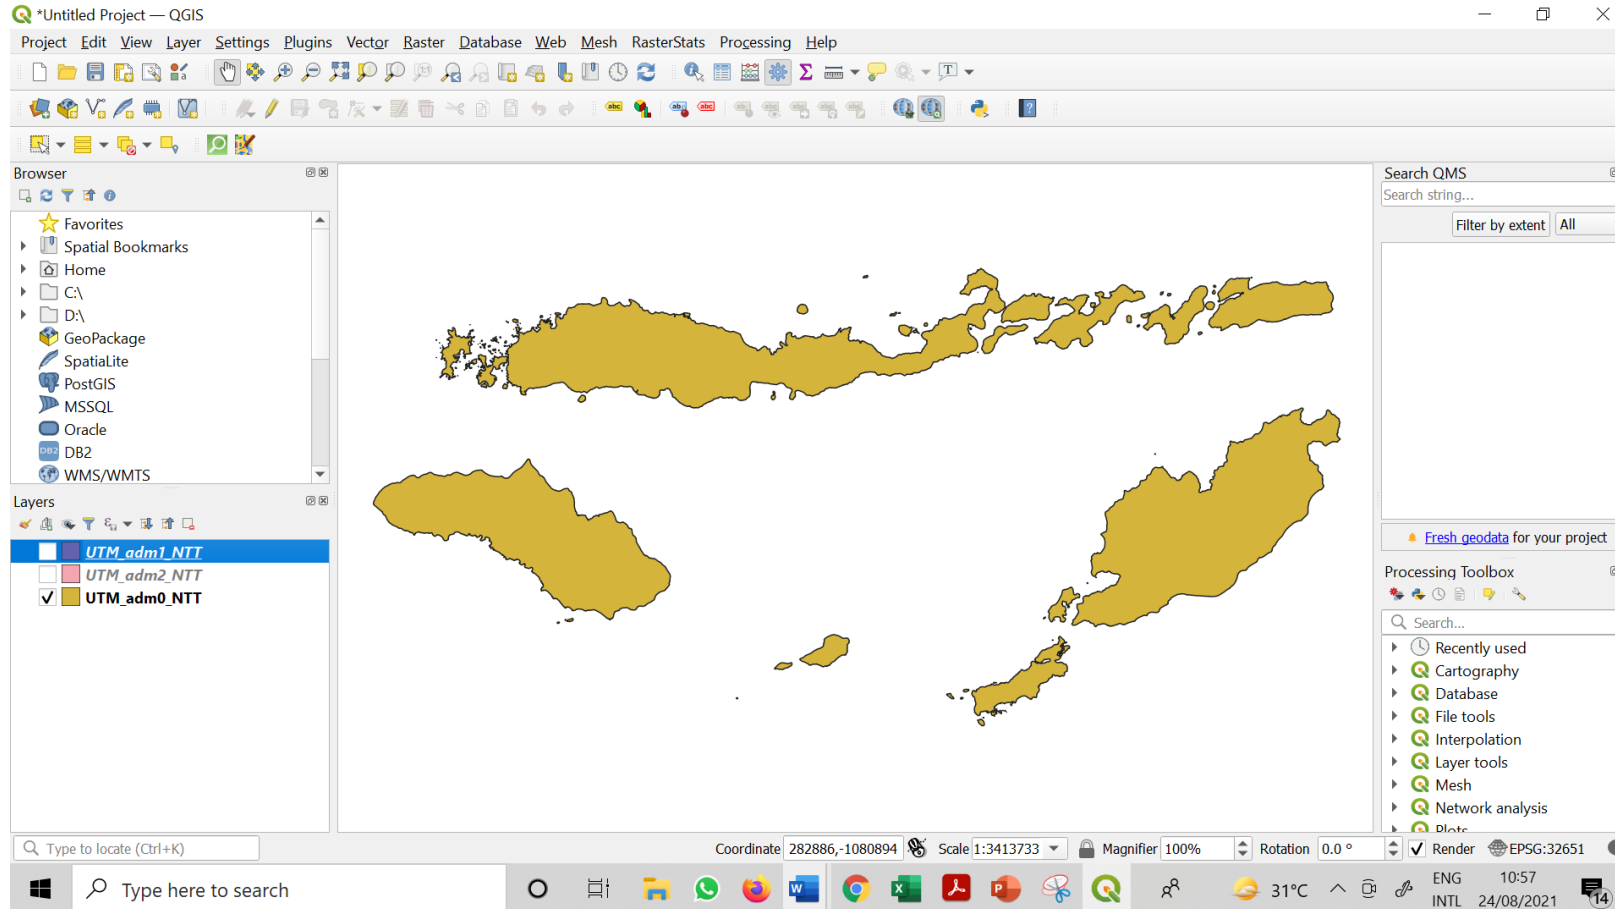 *Untitled Project — QGIS
Project Edit View Layer Settings Plugins Vector Raster Database Web Mesh RasterStats Processing Help
Browser
Favorites
Spatial Bookmarks
Home
C:\
D:\
GeoPackage
SpatiaLite
PostGIS
MSSQL
Oracle
DB2
WMS/WMTS
Layers
UTM_adm1_NTT
UTM_adm2_NTT
UTM_adm0_NTT
Search QMS
Search string...
Filter by extent All
Fresh geodata for your project
Processing Toolbox
Search...
Recently used
Cartography
Database
File tools
Interpolation
Layer tools
Mesh
Network analysis
Plots
Type to locate (Ctrl+K) Coordinate 282886,-1080894 Scale 1:3413733 Magnifier 100% Rotation 0.0 ° Render EPSG:32651
Type here to search 31°C ENG INTL 10:57 24/08/2021 14